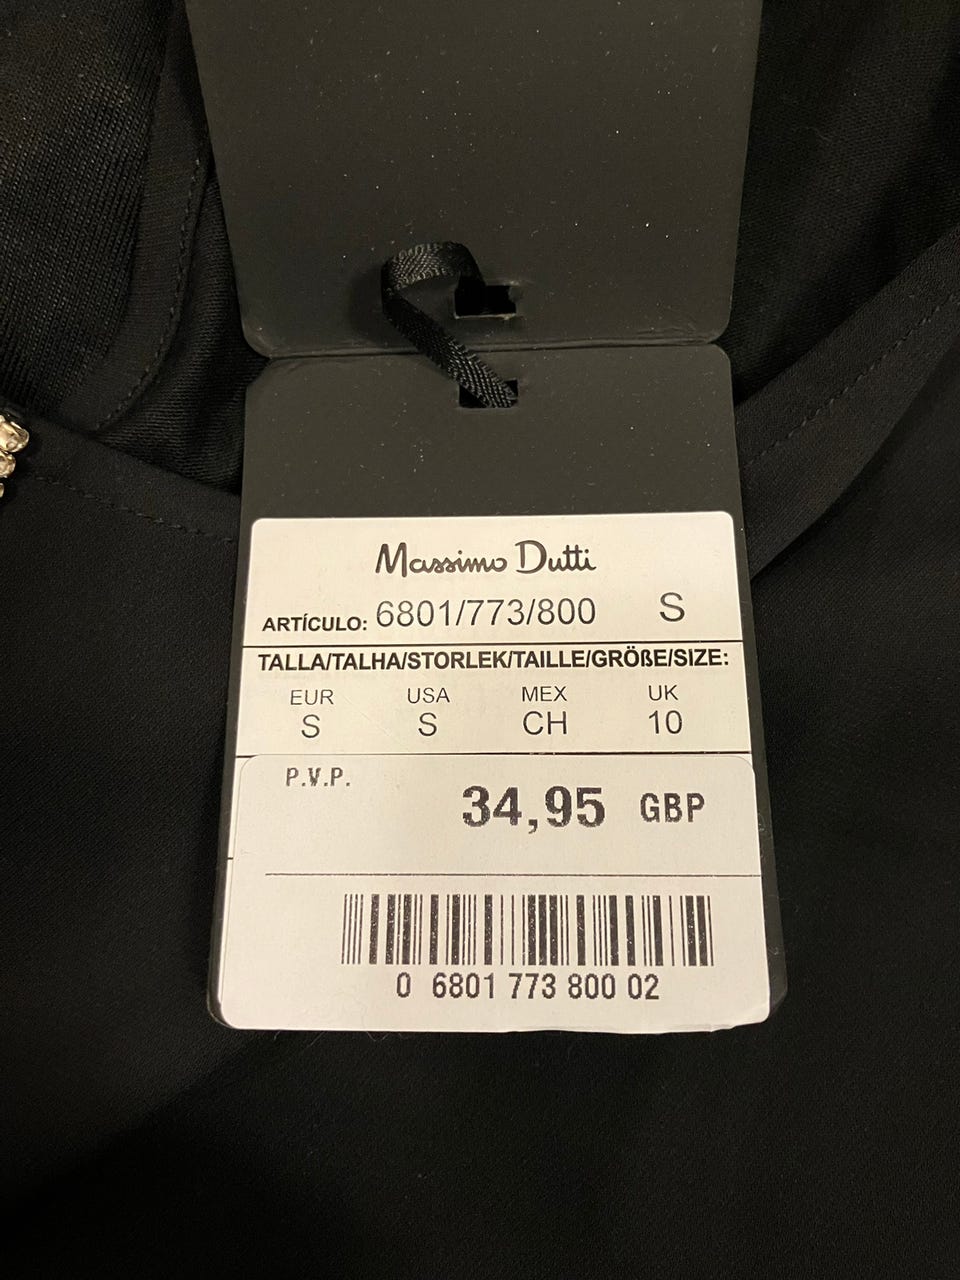 Massimo Dutti
ARTÍCULO: 6801/773/800 S
TALLA/TALHA/STORLEK/TAILLE/GRÖßE/SIZE:
EUR USA MEX UK
S S CH 10
P.V.P.
34,95 GBP
0 6801 773 800 02